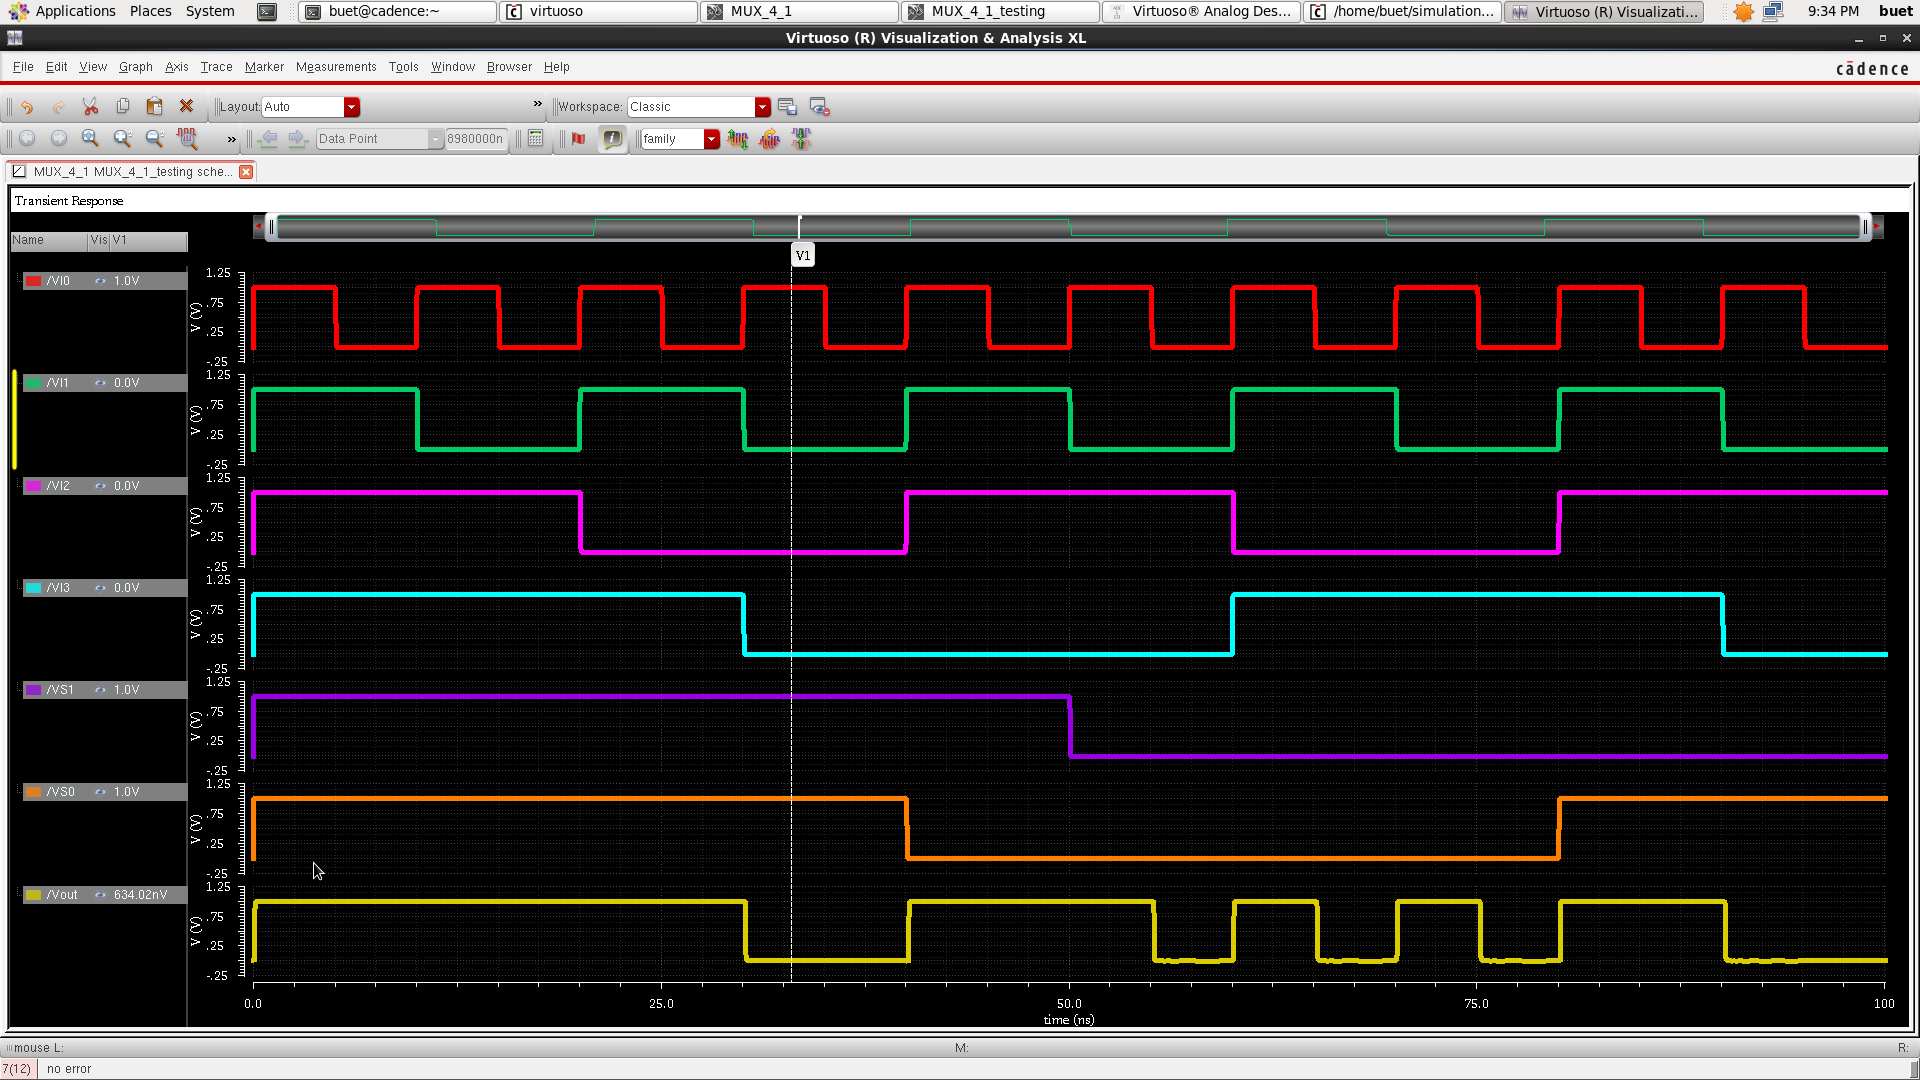 Applications Places System buet@cadence:~ virtuoso MUX_4_1 MUX_4_1_testing Virtuoso® Analog Des... /home/buet/simulation... Virtuoso (R) Visualizati... 9:34 PM buet
Virtuoso (R) Visualization & Analysis XL
File Edit View Graph Axis Trace Marker Measurements Tools Window Browser Help
cādence
Layout: Auto » Workspace: Classic
» Data Point 8980000n family
MUX_4_1 MUX_4_1_testing sche...
Transient Response
Name Vis V1
V1
/VI0 1.0V
1.25
.75
.25
-.25
V (V)
/VI1 0.0V
1.25
.75
.25
-.25
V (V)
/VI2 0.0V
1.25
.75
.25
-.25
V (V)
/VI3 0.0V
1.25
.75
.25
-.25
V (V)
/VS1 1.0V
1.25
.75
.25
-.25
V (V)
/VS0 1.0V
1.25
.75
.25
-.25
V (V)
/Vout 634.02nV
1.25
.75
.25
-.25
V (V)
0.0 25.0 50.0 75.0 100
time (ns)
mouse L: M: R:
7(12) no error